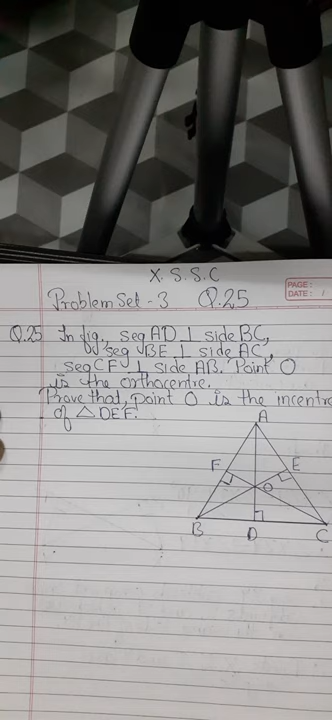 X. S. S. C
PAGE:
DATE: /
Problem Set - 3 Q.25
Q.25 In fig., seg AD ⊥ side BC,
seg BE ⊥ side AC,
seg CF ⊥ side AB. Point O
is the orthocentre.
Prove that, point O is the incentre
of △DEF.
A
F E
O
B D C